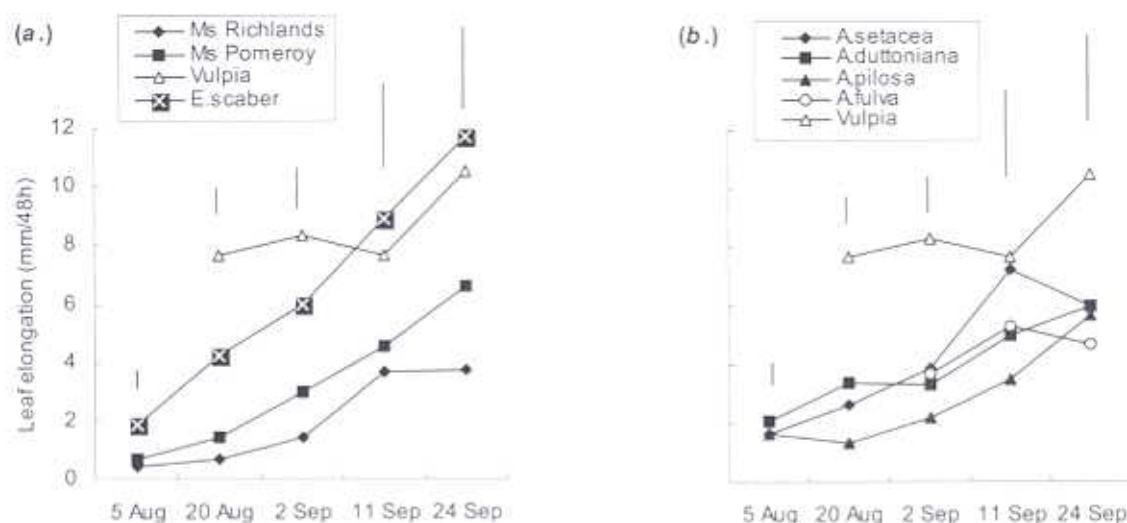 (a.)
Ms Richlands
Ms Pomeroy
Vulpia
E.scaber
Leaf elongation (mm/48h)
12
10
8
6
4
2
0
5 Aug 20 Aug 2 Sep 11 Sep 24 Sep
(b.)
A.setacea
A.duttoniana
A.pilosa
A.fulva
Vulpia
5 Aug 20 Aug 2 Sep 11 Sep 24 Sep